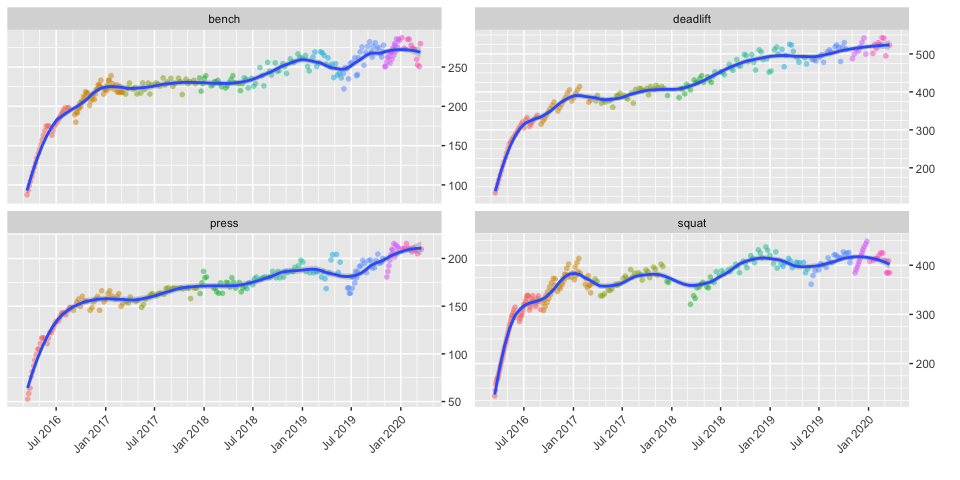 bench
deadlift
250
200
150
100
500
400
300
200
press
squat
200
150
100
50
400
300
200
Jul 2016
Jan 2017
Jul 2017
Jan 2018
Jul 2018
Jan 2019
Jul 2019
Jan 2020
Jul 2016
Jan 2017
Jul 2017
Jan 2018
Jul 2018
Jan 2019
Jul 2019
Jan 2020